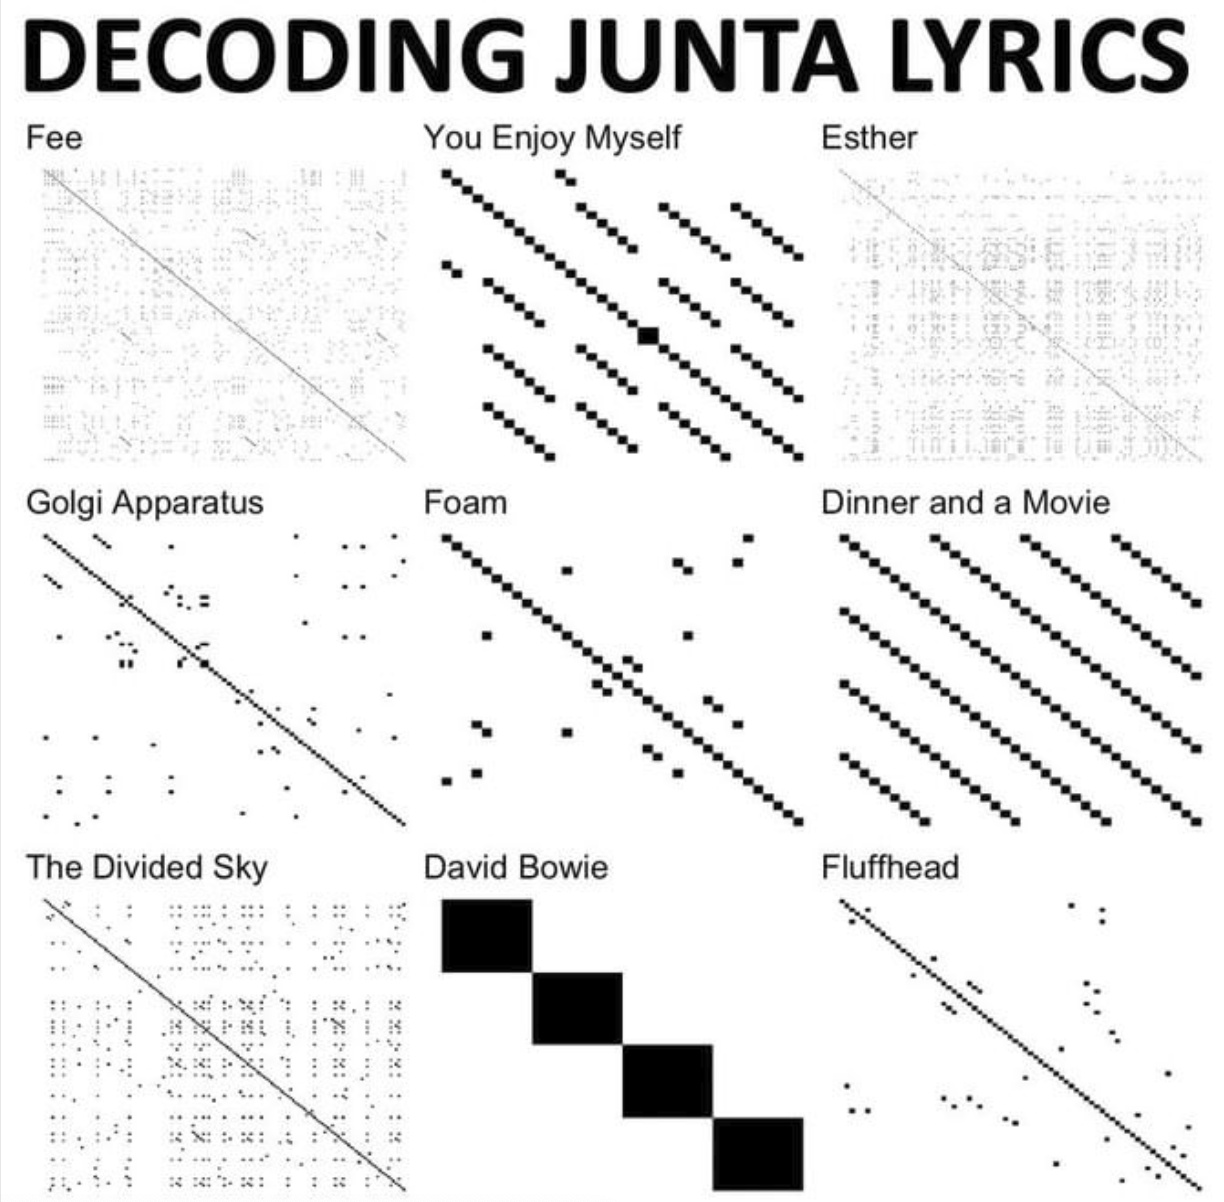 DECODING JUNTA LYRICS
Fee
You Enjoy Myself
Esther
Golgi Apparatus
Foam
Dinner and a Movie
The Divided Sky
David Bowie
Fluffhead